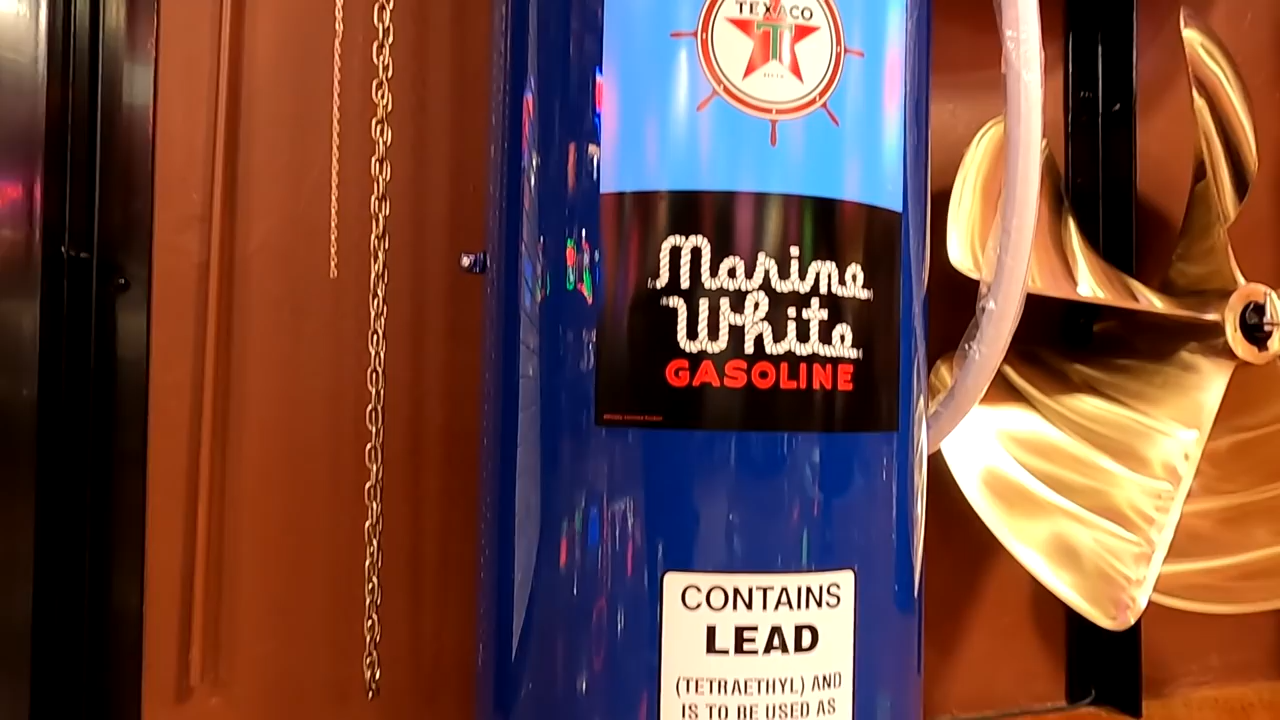 TEXACO
T
Marine
White
GASOLINE
CONTAINS
LEAD
(TETRAETHYL) AND
IS TO BE USED AS